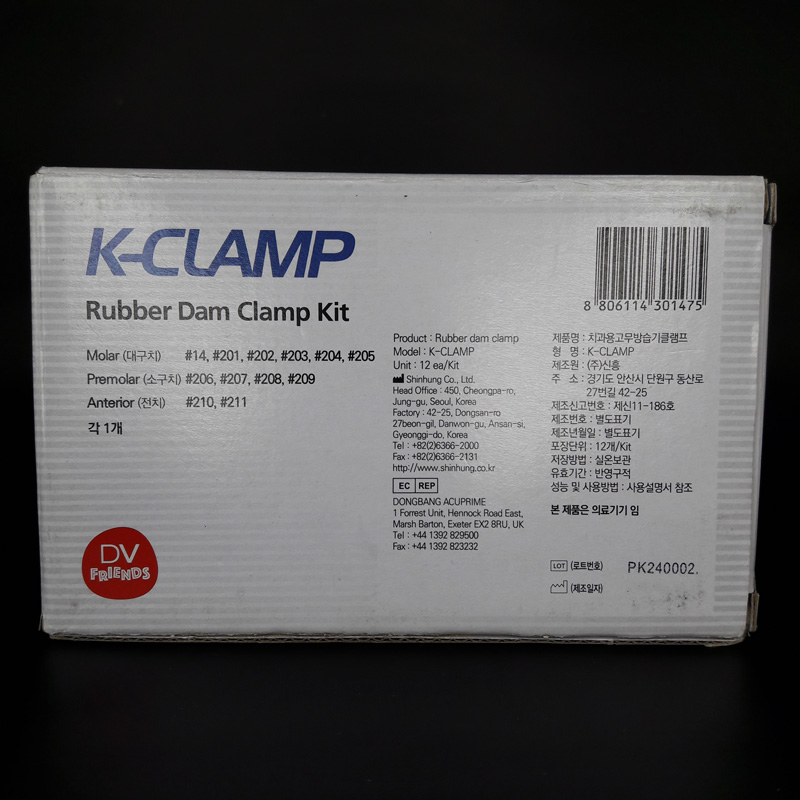 K-CLAMP
Rubber Dam Clamp Kit
Molar (대구치) #14, #201, #202, #203, #204, #205
Premolar (소구치) #206, #207, #208, #209
Anterior (전치) #210, #211
각 1개
DV
FRIENDS
Product : Rubber dam clamp
Model : K-CLAMP
Unit : 12 ea/Kit
Shinhung Co., Ltd.
Head Office : 450, Cheongpa-ro,
Jung-gu, Seoul, Korea
Factory : 42-25, Dongsan-ro
27beon-gil, Danwon-gu, Ansan-si,
Gyeonggi-do, Korea
Tel : +82(2)6366-2000
Fax : +82(2)6366-2131
http://www.shinhung.co.kr
EC REP
DONGBANG ACUPRIME
1 Forrest Unit, Hennock Road East,
Marsh Barton, Exeter EX2 8RU, UK
Tel : +44 1392 829500
Fax : +44 1392 823232
8 806114 301475
제품명 : 치과용고무방습기클램프
형 명 : K-CLAMP
제조원 : (주)신흥
주 소 : 경기도 안산시 단원구 동산로
27번길 42-25
제조신고번호 : 제신11-186호
제조번호 : 별도표기
제조년월일 : 별도표기
포장단위 : 12개/Kit
저장방법 : 실온보관
유효기간 : 반영구적
성능 및 사용방법 : 사용설명서 참조
본 제품은 의료기기 임
LOT (로트번호) PK240002.
(제조일자)